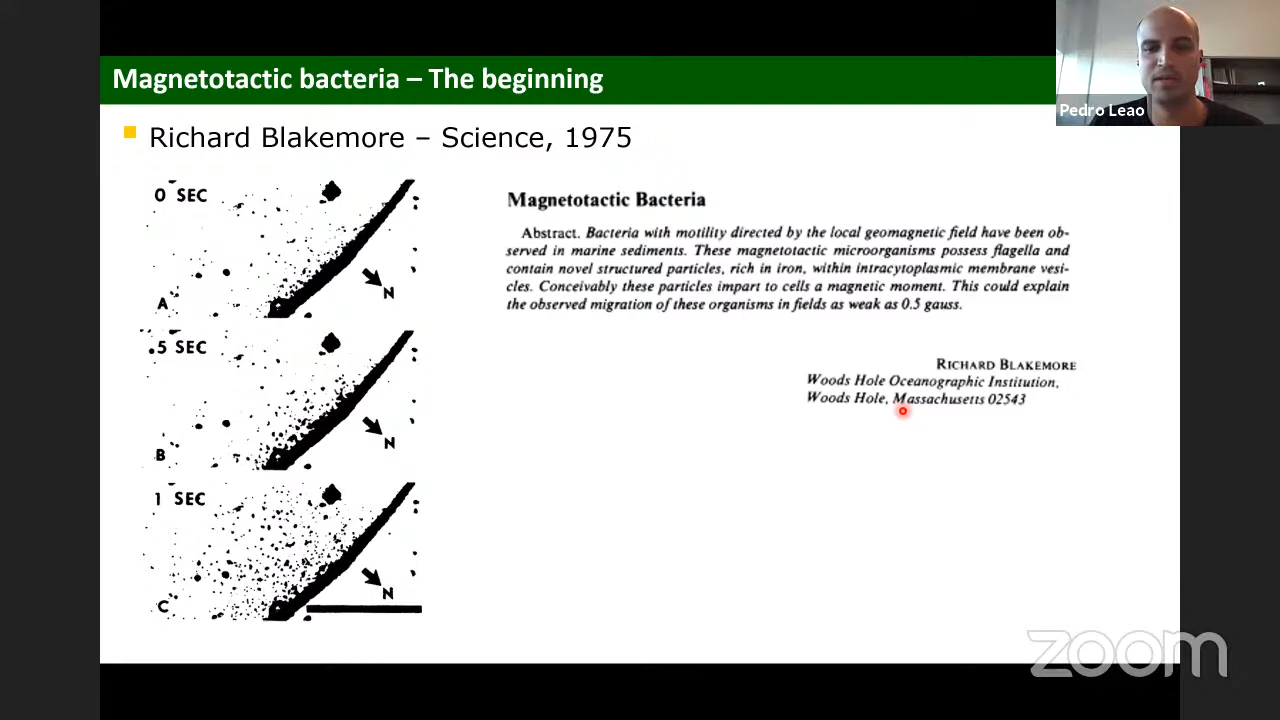 Magnetotactic bacteria – The beginning
Pedro Leao
Richard Blakemore – Science, 1975
0 SEC
A
N
.5 SEC
B
N
1 SEC
C
N
Magnetotactic Bacteria
Abstract. Bacteria with motility directed by the local geomagnetic field have been ob-
served in marine sediments. These magnetotactic microorganisms possess flagella and
contain novel structured particles, rich in iron, within intracytoplasmic membrane vesi-
cles. Conceivably these particles impart to cells a magnetic moment. This could explain
the observed migration of these organisms in fields as weak as 0.5 gauss.
RICHARD BLAKEMORE
Woods Hole Oceanographic Institution,
Woods Hole, Massachusetts 02543
zoom